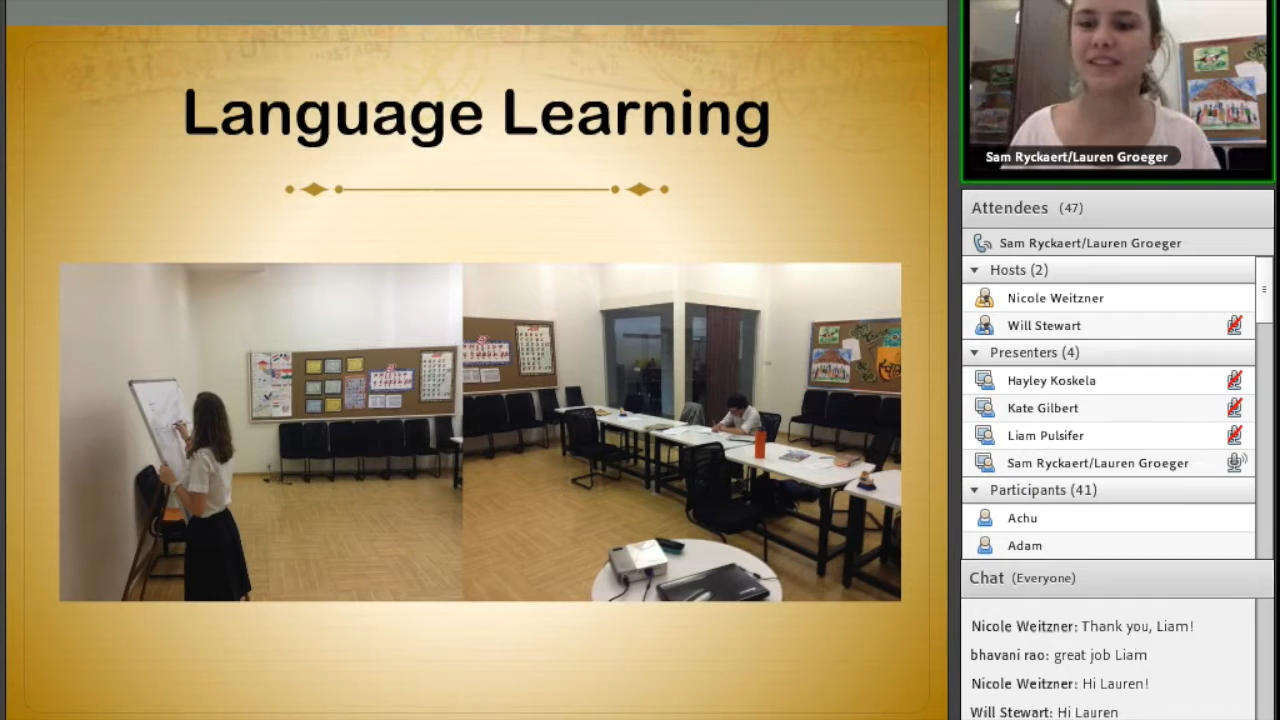 Language Learning
Sam Ryckaert/Lauren Groeger
Attendees (47)
Sam Ryckaert/Lauren Groeger
Hosts (2)
Nicole Weitzner
Will Stewart
Presenters (4)
Hayley Koskela
Kate Gilbert
Liam Pulsifer
Sam Ryckaert/Lauren Groeger
Participants (41)
Achu
Adam
Chat (Everyone)
Nicole Weitzner: Thank you, Liam!
bhavani rao: great job Liam
Nicole Weitzner: Hi Lauren!
Will Stewart: Hi Lauren